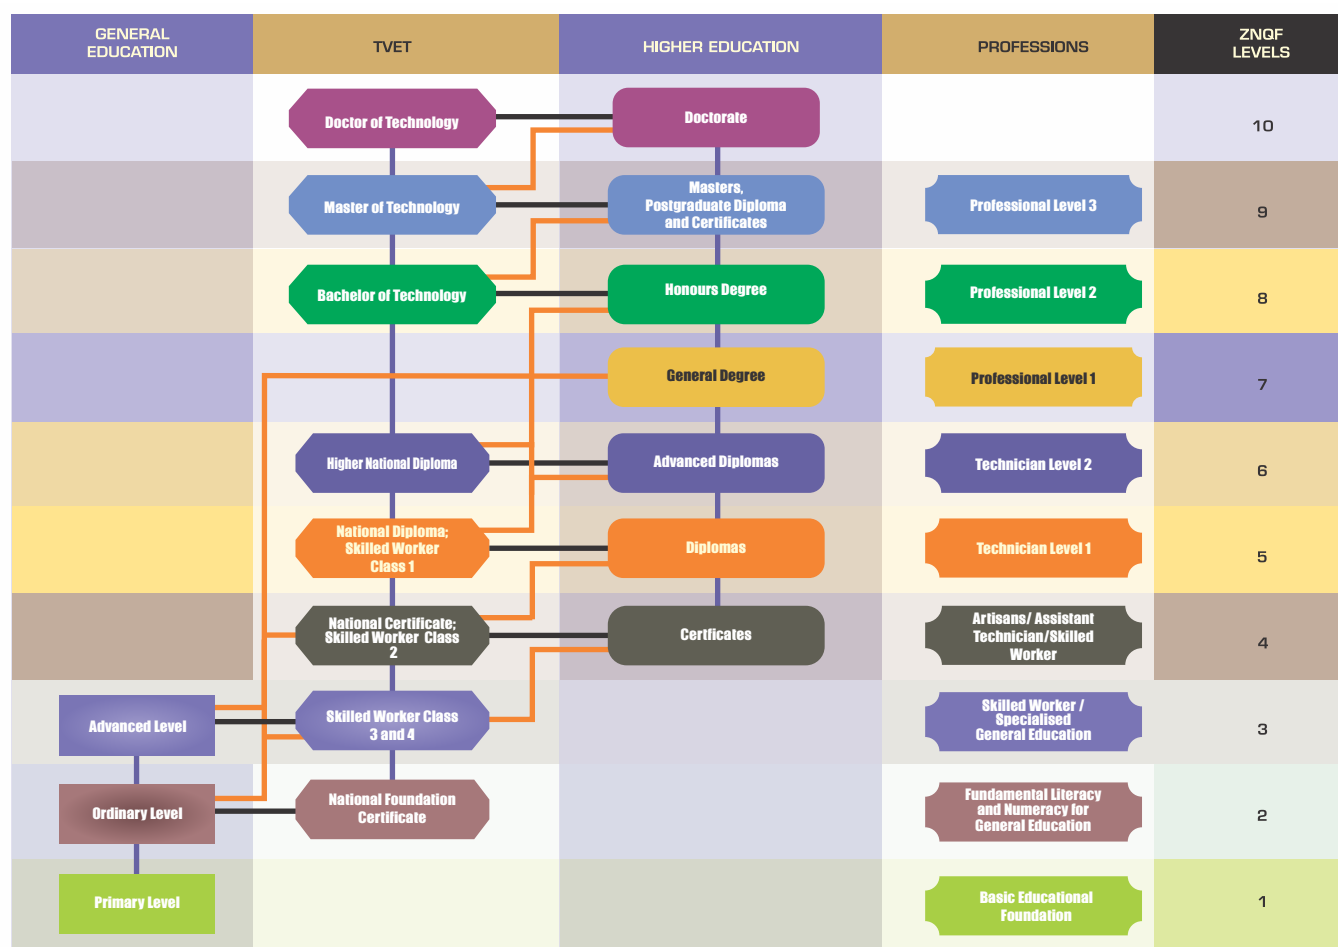 GENERAL
EDUCATION
TVET
HIGHER EDUCATION
PROFESSIONS
ZNQF
LEVELS
Doctor of Technology
Doctorate
10
Master of Technology
Masters,
Postgraduate Diploma
and Certificates
Professional Level 3
9
Bachelor of Technology
Honours Degree
Professional Level 2
8
General Degree
Professional Level 1
7
Higher National Diploma
Advanced Diplomas
Technician Level 2
6
National Diploma;
Skilled Worker
Class 1
Diplomas
Technician Level 1
5
National Certificate;
Skilled Worker Class
2
Certficates
Artisans/ Assistant
Technician/Skilled
Worker
4
Advanced Level
Skilled Worker Class
3 and 4
Skilled Worker /
Specialised
General Education
3
Ordinary Level
National Foundation
Certificate
Fundamental Literacy
and Numeracy for
General Education
2
Primary Level
Basic Educational
Foundation
1